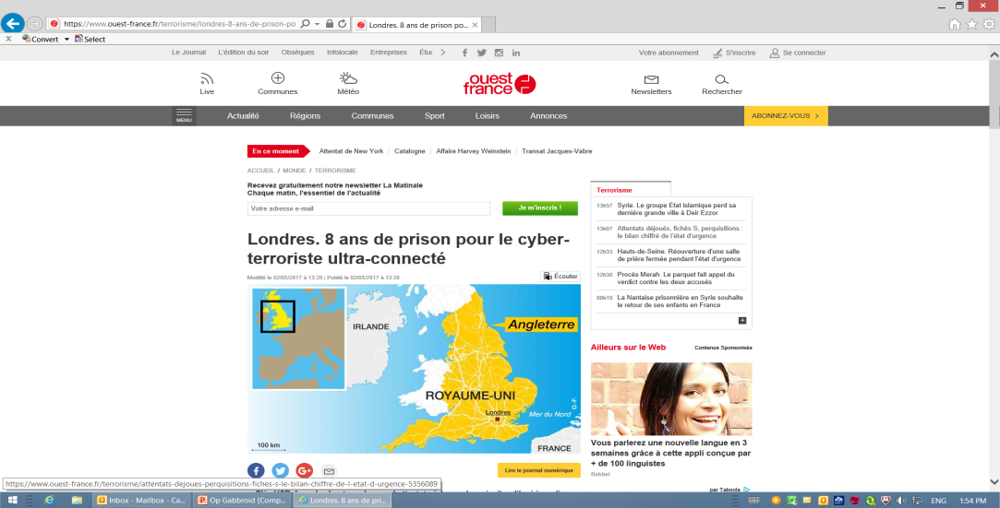 https://www.ouest-france.fr/terrorisme/londres-8-ans-de-prison-po
Londres. 8 ans de prison po...
x Convert Select
Le Journal L'édition du soir Obsèques Infolocale Entreprises Étu > Votre abonnement S'inscrire Se connecter
ouest
france
Live Communes Météo Newsletters Rechercher
MENU Actualité Régions Communes Sport Loisirs Annonces ABONNEZ-VOUS >
En ce moment Attentat de New York Catalogne Affaire Harvey Weinstein Transat Jacques-Vabre
ACCUEIL / MONDE / TERRORISME
Recevez gratuitement notre newsletter La Matinale
Chaque matin, l'essentiel de l'actualité
Votre adresse e-mail Je m'inscris !
Londres. 8 ans de prison pour le cyber-
terroriste ultra-connecté
Modifié le 02/05/2017 à 13:28 | Publié le 02/05/2017 à 13:28
Écouter
IRLANDE
Angleterre
ROYAUME-UNI
Londres
Mer du Nord
O.-F.
100 km
FRANCE
Lire le journal numérique
Terrorisme
13h57 Syrie. Le groupe État islamique perd sa
dernière grande ville à Deir Ezzor
13h07 Attentats déjoués, fichés S, perquisitions :
le bilan chiffré de l'état d'urgence
12h33 Hauts-de-Seine. Réouverture d'une salle
de prière fermée pendant l'état d'urgence
12h30 Procès Merah. Le parquet fait appel du
verdict contre les deux accusés
08h19 La Nantaise prisonnière en Syrie souhaite
le retour de ses enfants en France
Ailleurs sur le Web Contenus Sponsorisés
Vous parlerez une nouvelle langue en 3
semaines grâce à cette appli conçue par
+ de 100 linguistes
Babbel
par Taboola
https://www.ouest-france.fr/terrorisme/attentats-dejoues-perquisitions-fiches-s-le-bilan-chiffre-de-l-etat-d-urgence-5356089
Inbox - Mailbox - Ca... Op Gabbroid [Comp... Londres. 8 ans de pri... ENG 1:54 PM